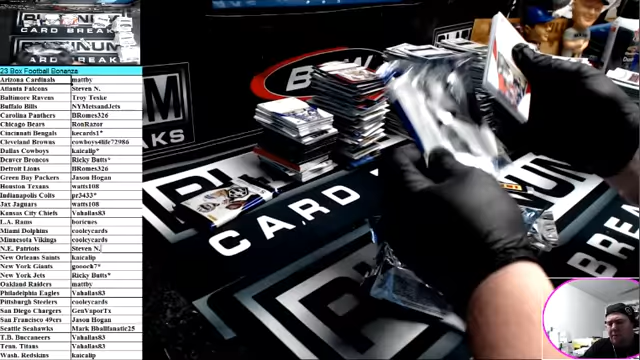 CARD BREAKS
CARD BREAKS
23 Box Football Bonanza
Arizona Cardinals mattby
Atlanta Falcons Steven N.
Baltimore Ravens Troy Teske
Buffalo Bills NYMetsandJets
Carolina Panthers BRomes326
Chicago Bears RonRazor
Cincinnati Bengals kecards1*
Cleveland Browns cowboys4life72986
Dallas Cowboys kaicalip*
Denver Broncos Ricky Butts*
Detroit Lions BRomes326
Green Bay Packers Jason Hogan
Houston Texans watts108
Indianapolis Colts pr3433*
Jax Jaguars watts108
Kansas City Chiefs Vahallas83
L.A. Rams boricnes
Miami Dolphins cooleycards
Minnesota Vikings cooleycards
N.E. Patriots Steven N.
New Orleans Saints kaicalip
New York Giants goooch7*
New York Jets Ricky Butts*
Oakland Raiders mattby
Philadelphia Eagles Vahallas83
Pittsburgh Steelers cooleycards
San Diego Chargers GenVaporTx
San Francisco 49ers Jason Hogan
Seattle Seahawks Mark Bballfanatic25
T.B. Buccaneers Vahallas83
Tenn. Titans Vahallas83
Wash. Redskins kaicalip
CARD
BREA